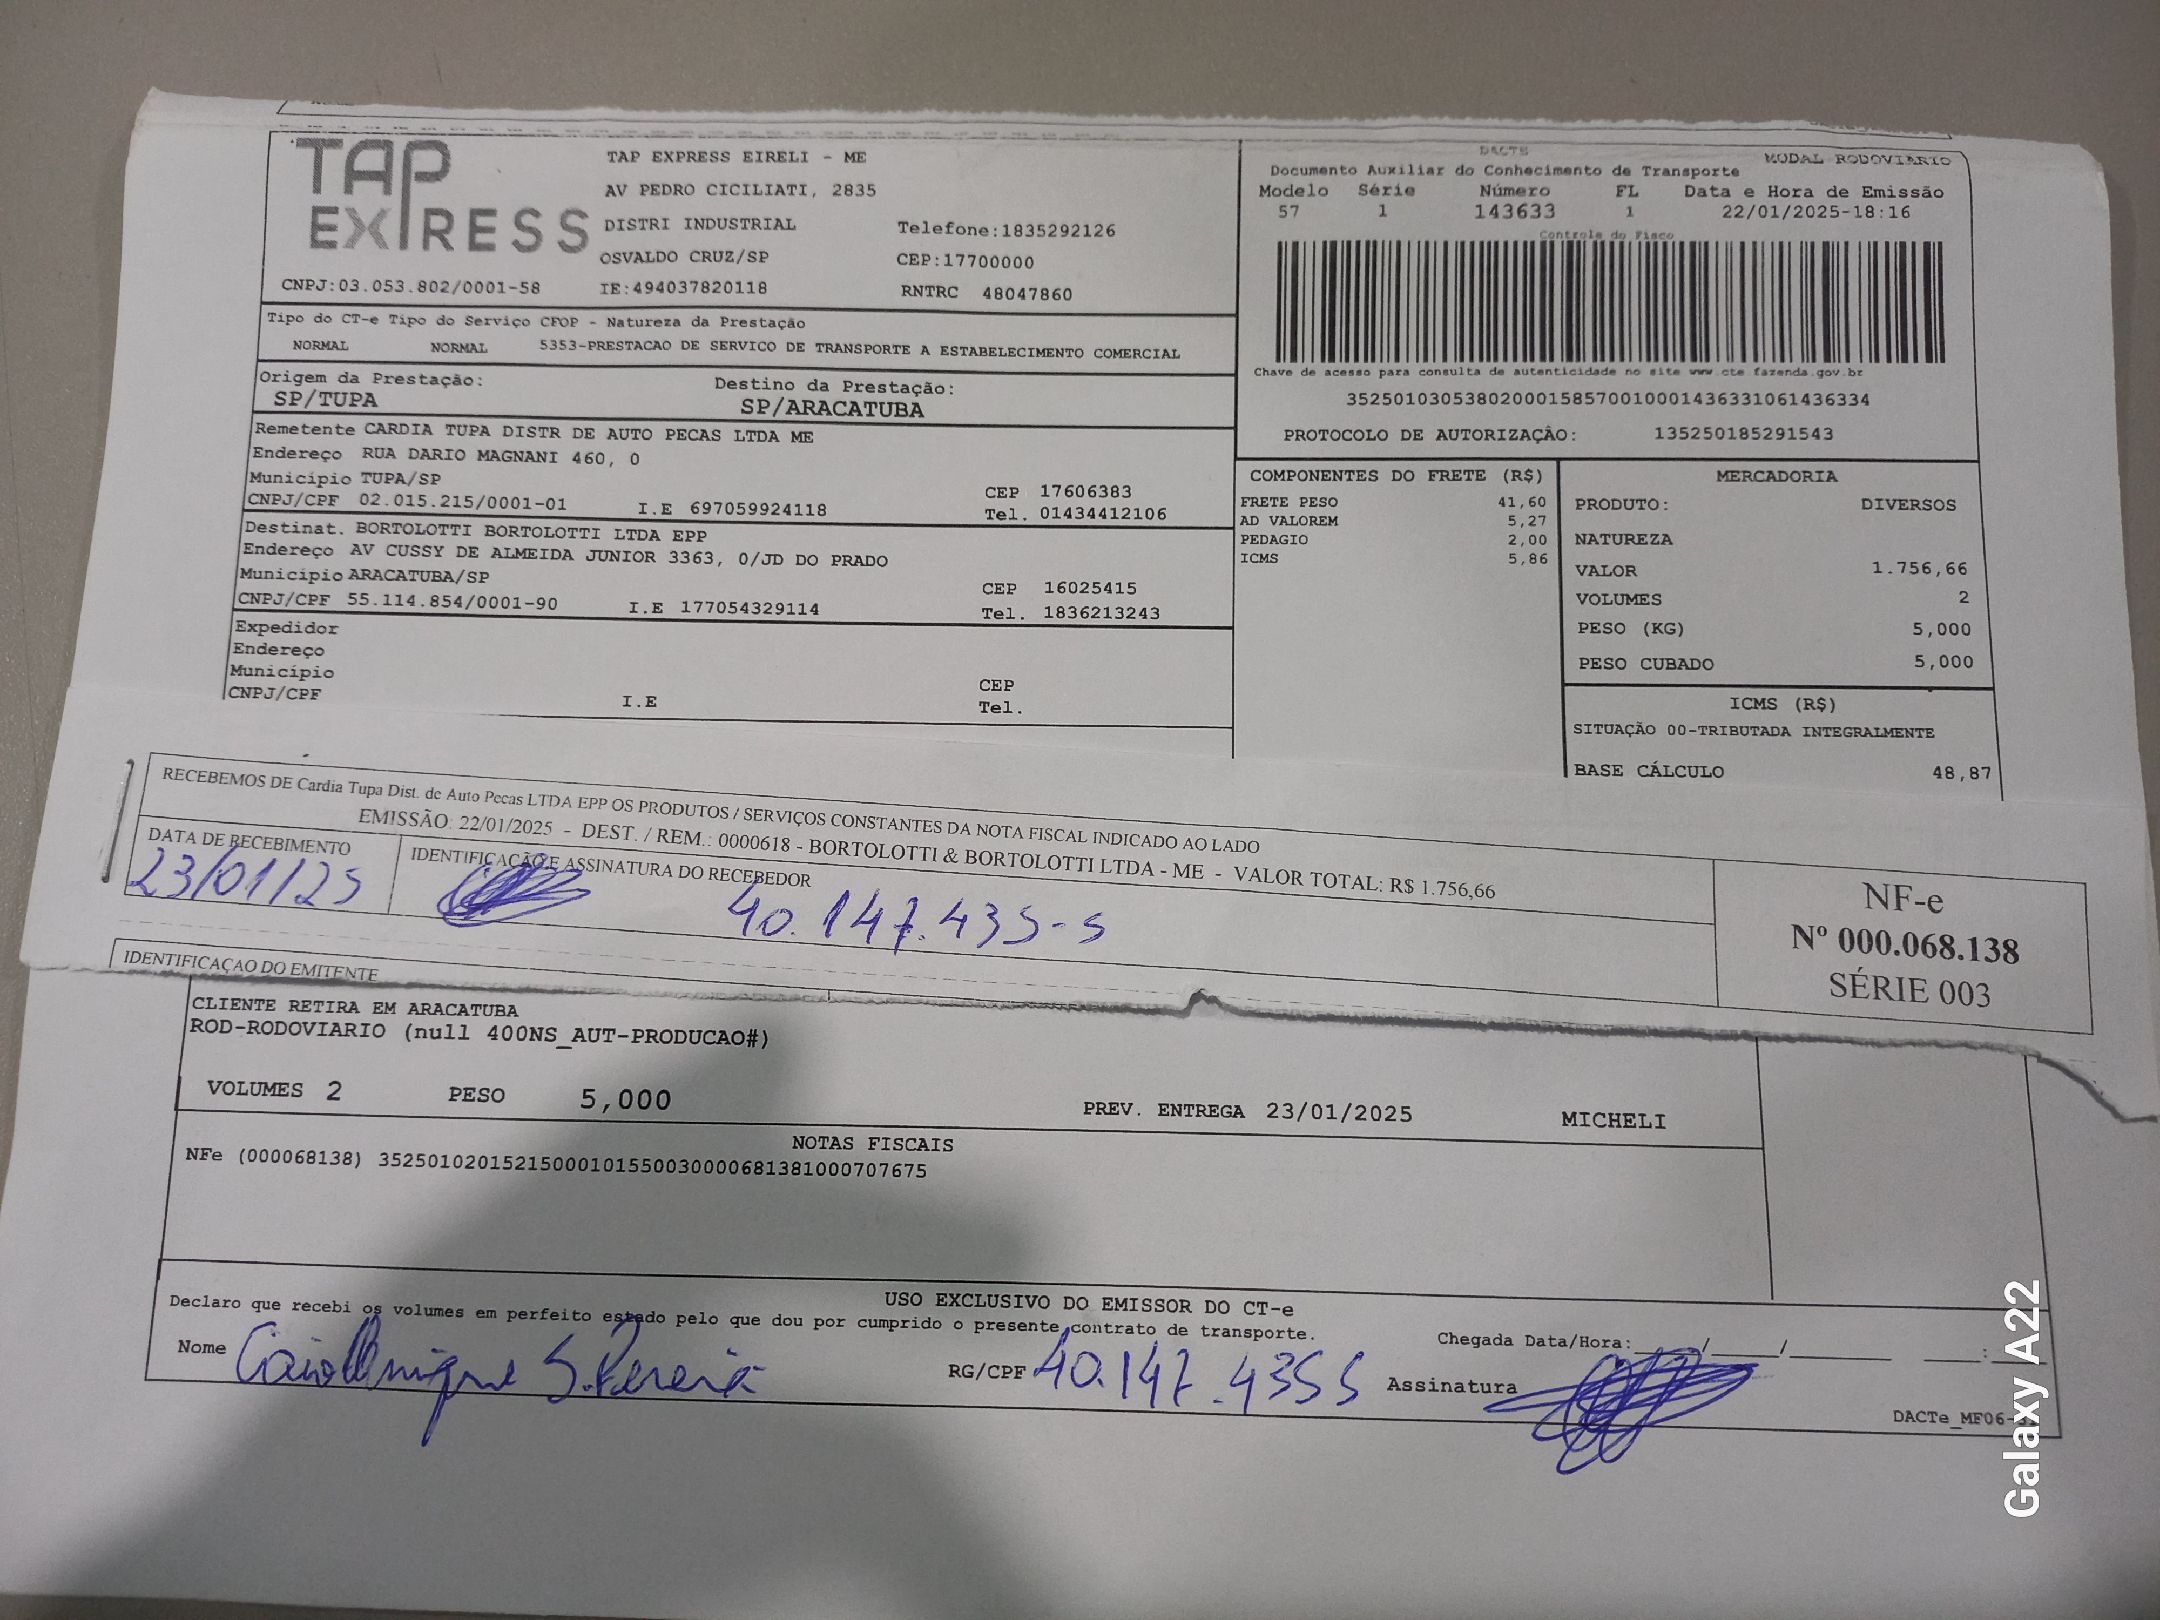 TAP EXPRESS
TAP EXPRESS EIRELI - ME
AV PEDRO CICILIATI, 2835
DISTRI INDUSTRIAL Telefone:1835292126
OSVALDO CRUZ/SP CEP:17700000
CNPJ:03.053.802/0001-58 IE:494037820118 RNTRC 48047860
DACTE
MODAL RODOVIARIO
Documento Auxiliar do Conhecimento de Transporte
Modelo Série Número FL Data e Hora de Emissão
57 1 143633 1 22/01/2025-18:16
Controle do Fisco
Chave de acesso para consulta de autenticidade no site www.cte fazenda.gov.br
35250103053802000158570010001436331061436334
PROTOCOLO DE AUTORIZAÇÂO: 135250185291543
Tipo do CT-e Tipo do Serviço CFOP - Natureza da Prestação
NORMAL NORMAL 5353-PRESTACAO DE SERVICO DE TRANSPORTE A ESTABELECIMENTO COMERCIAL
Origem da Prestação: Destino da Prestação:
SP/TUPA SP/ARACATUBA
Remetente CARDIA TUPA DISTR DE AUTO PECAS LTDA ME
Endereço RUA DARIO MAGNANI 460, 0
Município TUPA/SP CEP 17606383
CNPJ/CPF 02.015.215/0001-01 I.E 697059924118 Tel. 01434412106
Destinat. BORTOLOTTI BORTOLOTTI LTDA EPP
Endereço AV CUSSY DE ALMEIDA JUNIOR 3363, 0/JD DO PRADO
Município ARACATUBA/SP CEP 16025415
CNPJ/CPF 55.114.854/0001-90 I.E 177054329114 Tel. 1836213243
Expedidor
Endereço
Município CEP
CNPJ/CPF I.E Tel.
COMPONENTES DO FRETE (R$)
FRETE PESO 41,60
AD VALOREM 5,27
PEDAGIO 2,00
ICMS 5,86
MERCADORIA
PRODUTO: DIVERSOS
NATUREZA
VALOR 1.756,66
VOLUMES 2
PESO (KG) 5,000
PESO CUBADO 5,000
ICMS (R$)
SITUAÇÃO 00-TRIBUTADA INTEGRALMENTE
BASE CÁLCULO 48,87
RECEBEMOS DE Cardia Tupa Dist. de Auto Pecas LTDA EPP OS PRODUTOS / SERVIÇOS CONSTANTES DA NOTA FISCAL INDICADO AO LADO
EMISSÃO: 22/01/2025 - DEST. / REM.: 0000618 - BORTOLOTTI & BORTOLOTTI LTDA - ME - VALOR TOTAL: R$ 1.756,66
DATA DE RECEBIMENTO IDENTIFICAÇÃO E ASSINATURA DO RECEBEDOR
23/01/25 40.147.435-5
NF-e
Nº 000.068.138
SÉRIE 003
IDENTIFICAÇAO DO EMITENTE
CLIENTE RETIRA EM ARACATUBA
ROD-RODOVIARIO (null 400NS_AUT-PRODUCAO#)
VOLUMES 2 PESO 5,000 PREV. ENTREGA 23/01/2025 MICHELI
NOTAS FISCAIS
NFe (000068138) 35250102015215000101550030000681381000707675
USO EXCLUSIVO DO EMISSOR DO CT-e
Declaro que recebi os volumes em perfeito estado pelo que dou por cumprido o presente contrato de transporte.
Chegada Data/Hora:____/____/______ ____:____
Nome Caio Henrique S. Pereira RG/CPF 40.147.4355 Assinatura
DACTe_MF06-
Galaxy A22